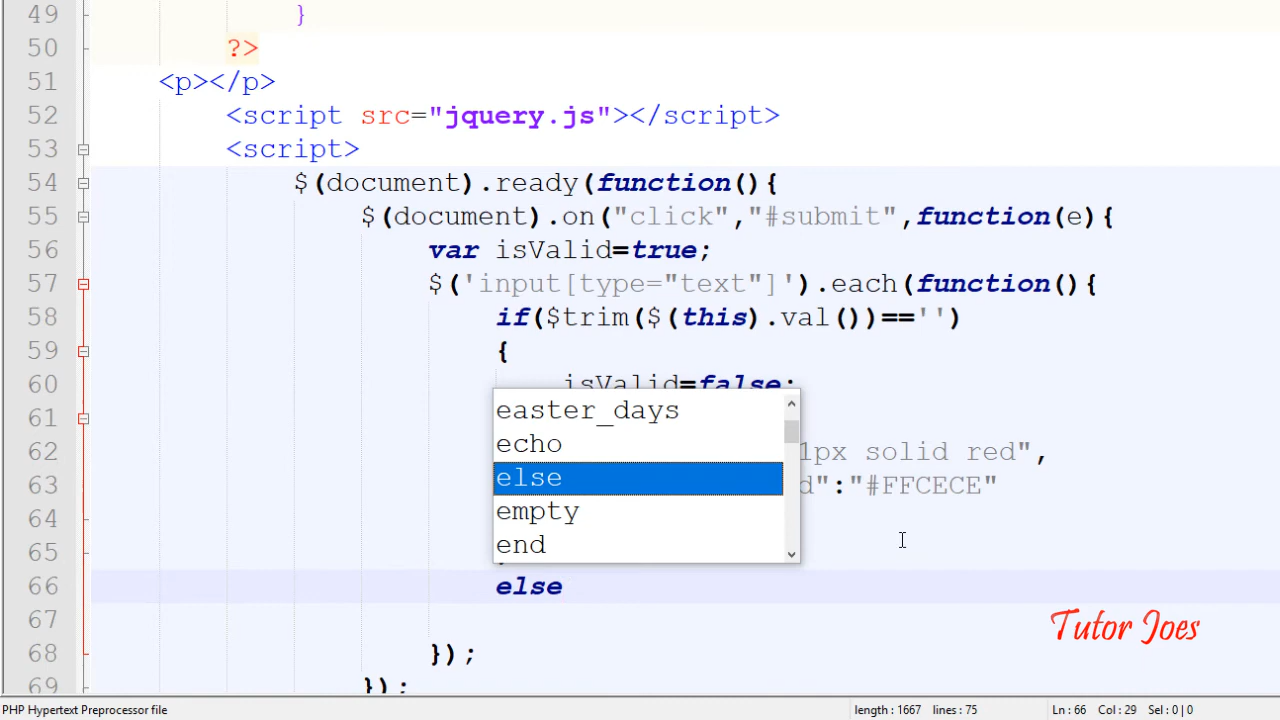 49 }
50 ?>
51 <p></p>
52 <script src="jquery.js"></script>
53 <script>
54 $(document).ready(function(){
55 $(document).on("click","#submit",function(e){
56 var isValid=true;
57 $('input[type="text"]').each(function(){
58 if($trim($(this).val())=='')
59 {
60 isValid=false;
easter_days
61
echo
62 1px solid red",
else
63 d":"#FFCECE"
empty
64
end
65
66 else
67
Tutor Joes
68 });
69 });
PHP Hypertext Preprocessor file length : 1667 lines : 75 Ln : 66 Col : 29 Sel : 0 | 0